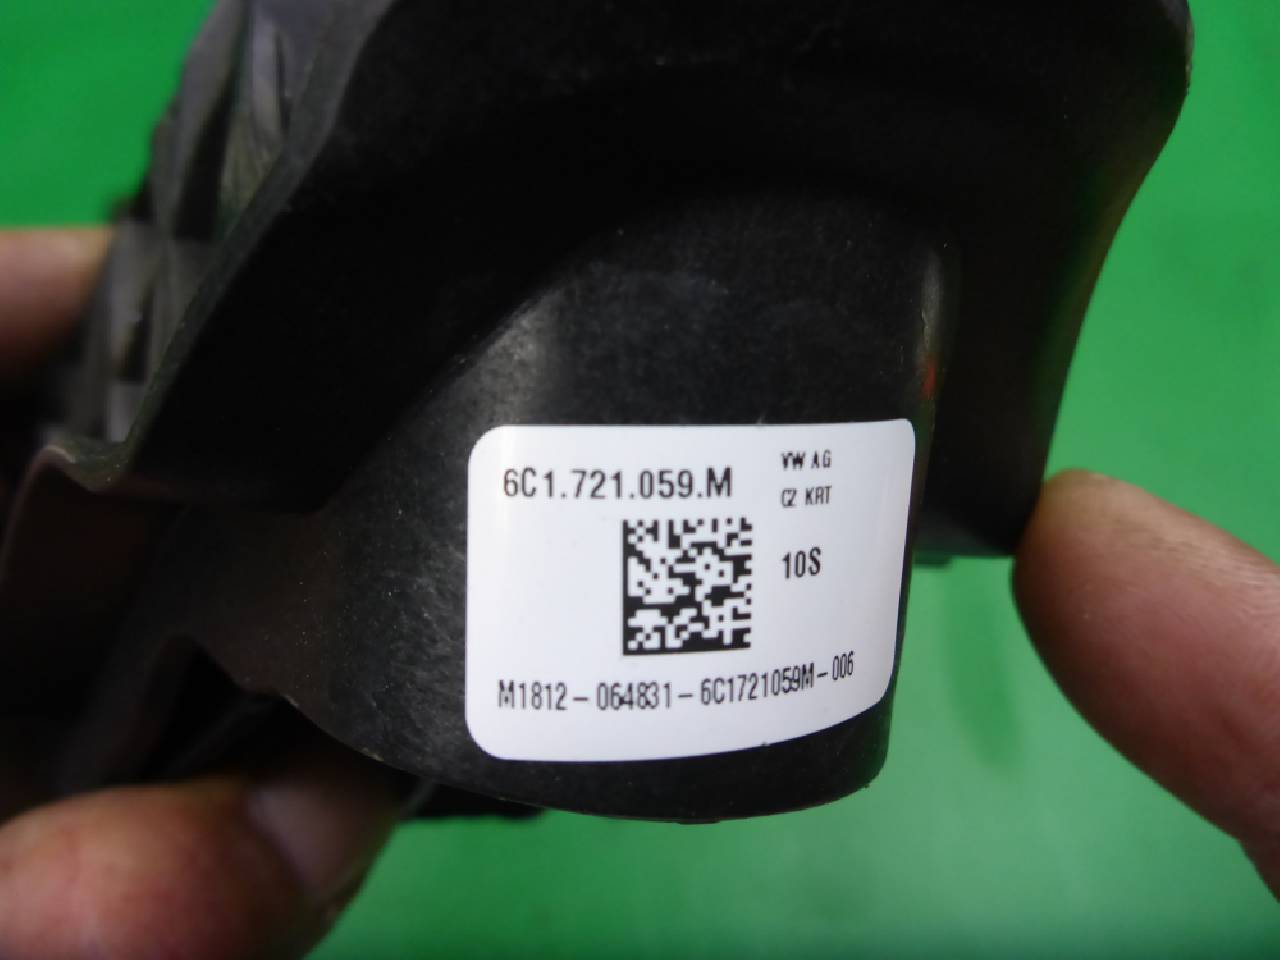 6C1.721.059.M
VW AG
CZ KRT
10S
M1812-064831-6C1721059M-006